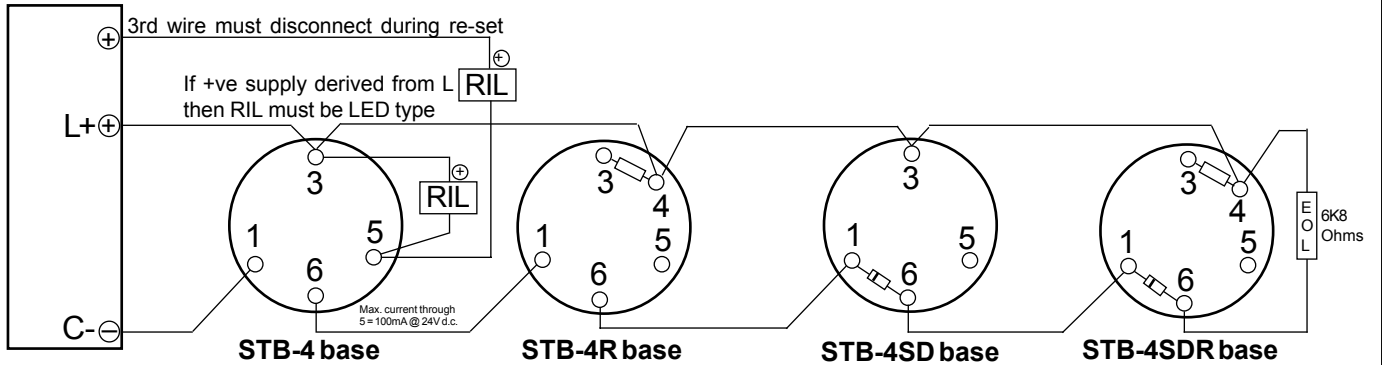 3rd wire must disconnect during re-set
+
+
If +ve supply derived from L
then RIL must be LED type
RIL
L+
+
3
+
RIL
1
5
6
Max. current through
5 = 100mA @ 24V d.c.
3
4
1
5
6
3
1
5
6
3
4
1
5
6
E
O
L
6K8
Ohms
C-
−
STB-4 base
STB-4R base
STB-4SD base
STB-4SDR base